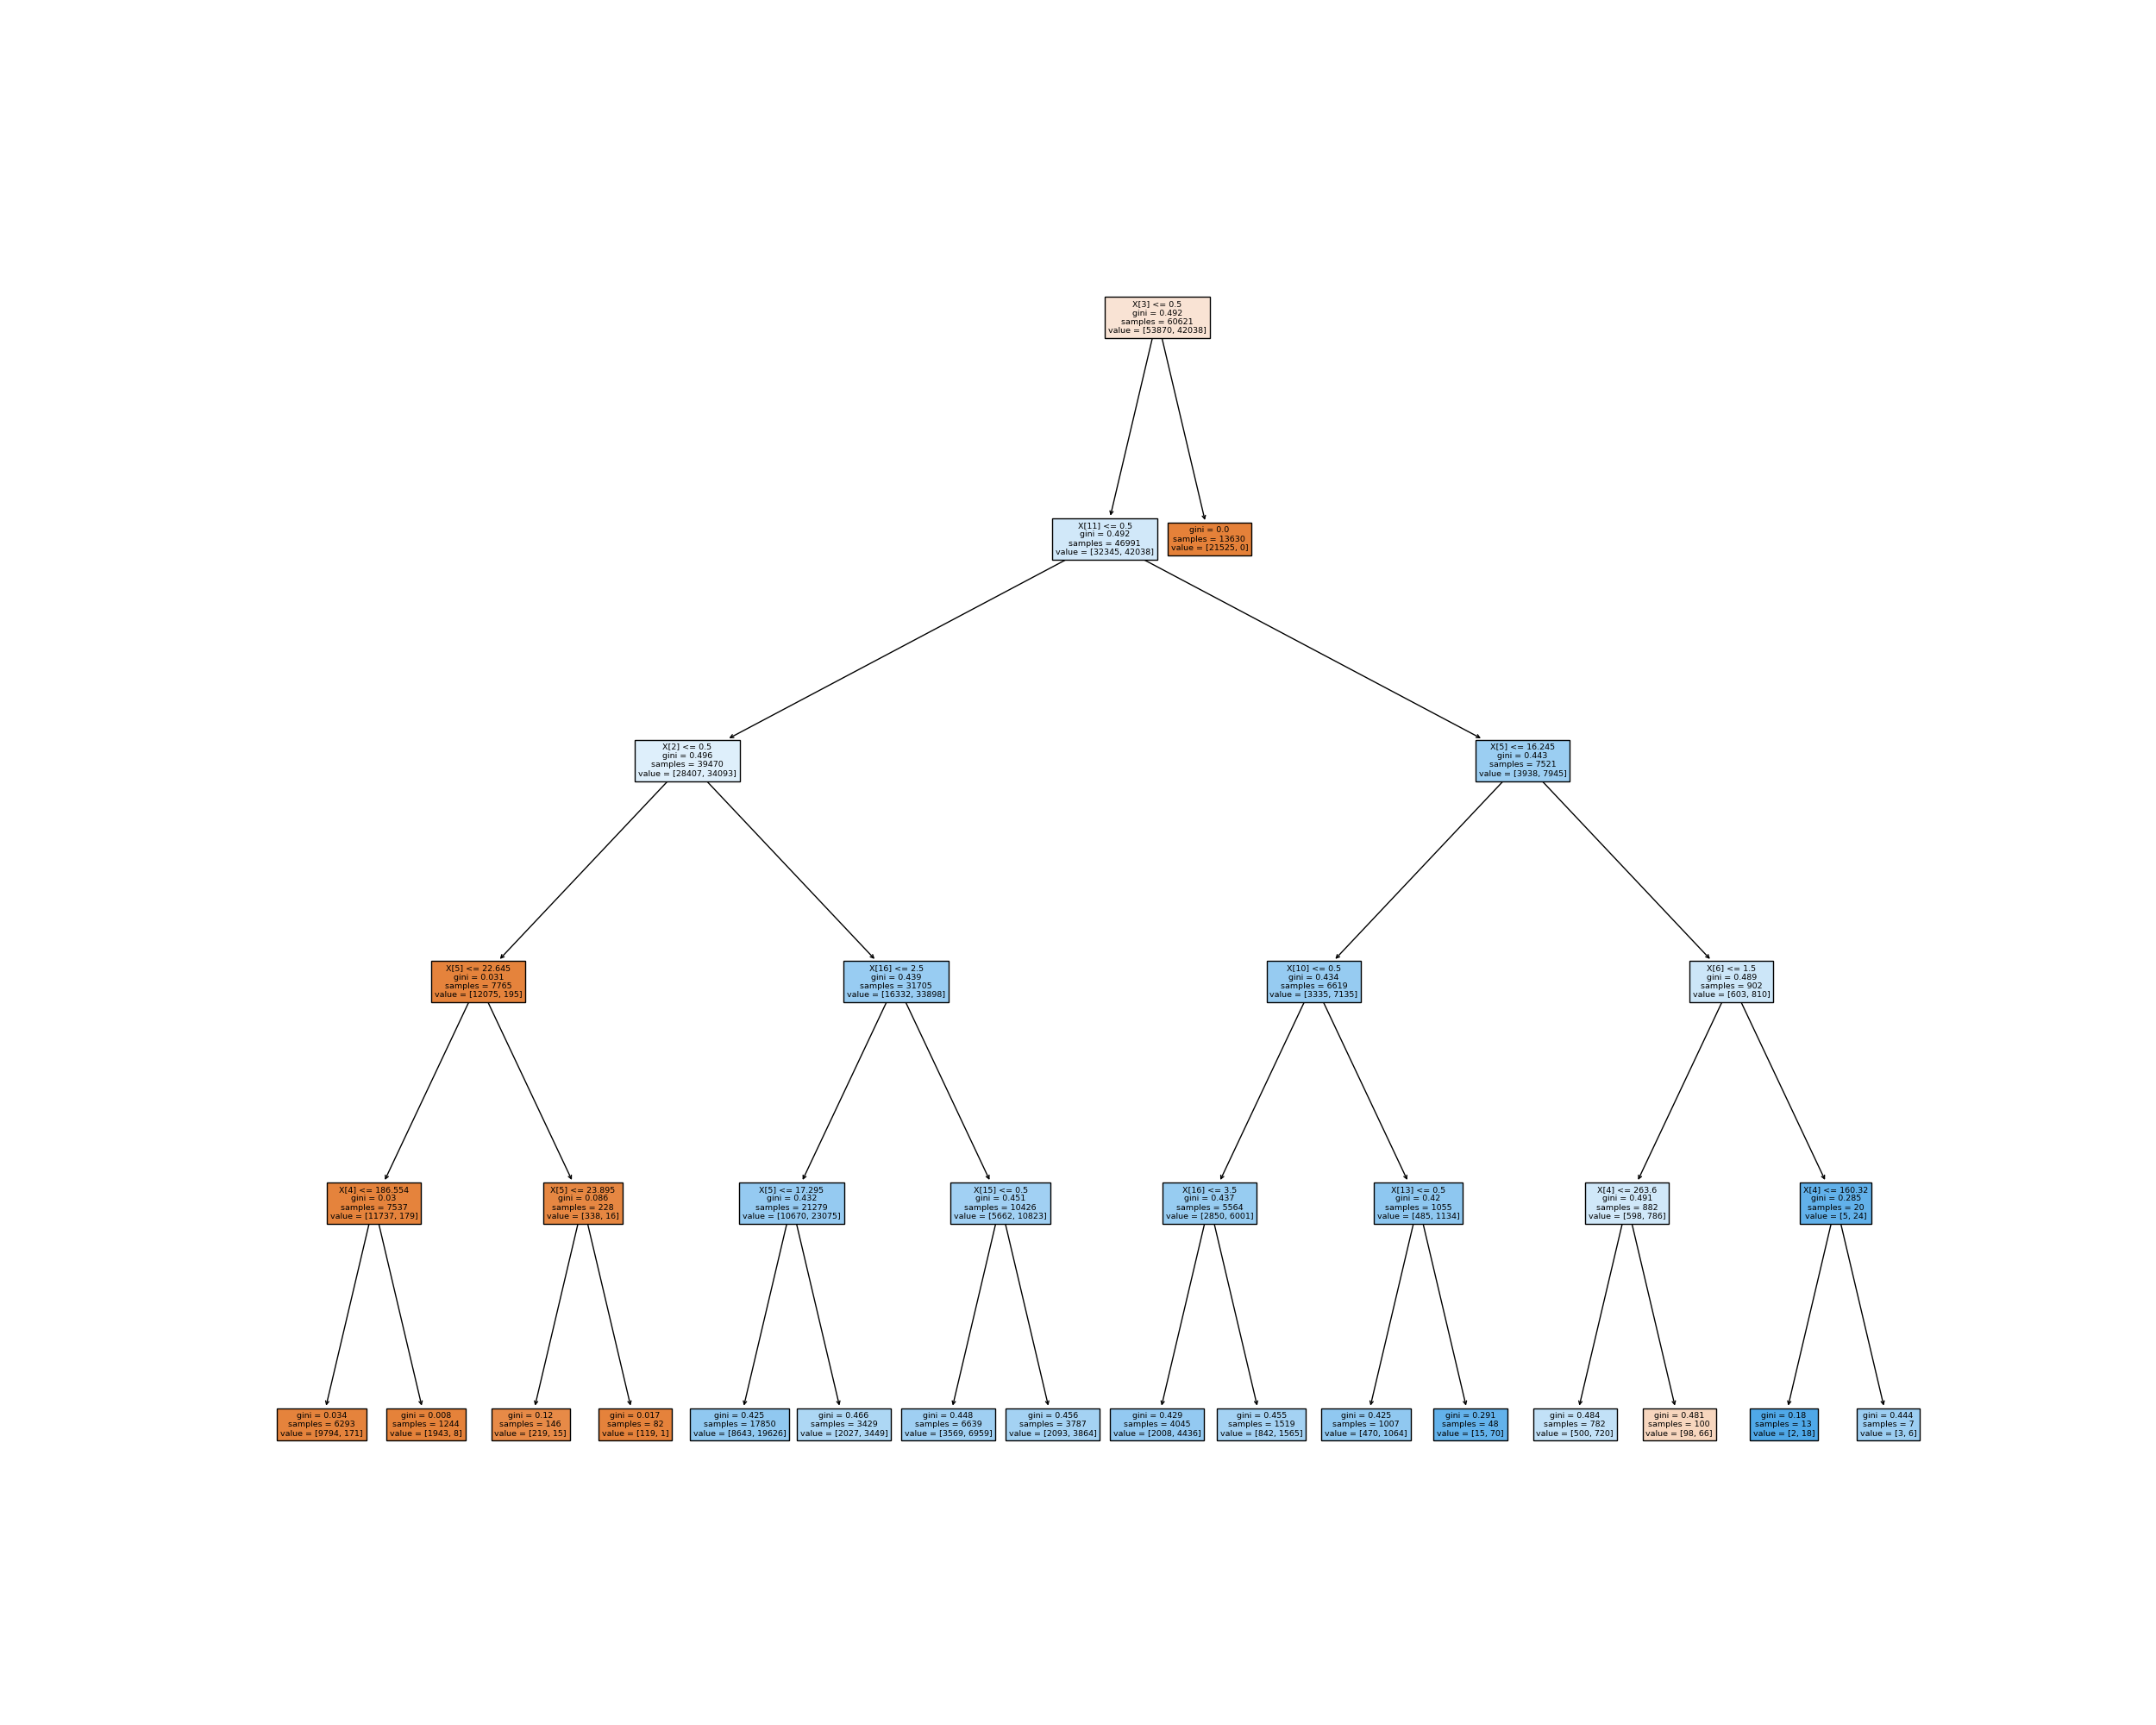 X[3] <= 0.5
gini = 0.492
samples = 60621
value = [53870, 42038]
X[11] <= 0.5
gini = 0.492
samples = 46991
value = [32345, 42038]
gini = 0.0
samples = 13630
value = [21525, 0]
X[2] <= 0.5
gini = 0.496
samples = 39470
value = [28407, 34093]
X[5] <= 16.245
gini = 0.443
samples = 7521
value = [3938, 7945]
X[5] <= 22.645
gini = 0.031
samples = 7765
value = [12075, 195]
X[16] <= 2.5
gini = 0.439
samples = 31705
value = [16332, 33898]
X[10] <= 0.5
gini = 0.434
samples = 6619
value = [3335, 7135]
X[6] <= 1.5
gini = 0.489
samples = 902
value = [603, 810]
X[4] <= 186.554
gini = 0.03
samples = 7537
value = [11737, 179]
X[5] <= 23.895
gini = 0.086
samples = 228
value = [338, 16]
X[5] <= 17.295
gini = 0.432
samples = 21279
value = [10670, 23075]
X[15] <= 0.5
gini = 0.451
samples = 10426
value = [5662, 10823]
X[16] <= 3.5
gini = 0.437
samples = 5564
value = [2850, 6001]
X[13] <= 0.5
gini = 0.42
samples = 1055
value = [485, 1134]
X[4] <= 263.6
gini = 0.491
samples = 882
value = [598, 786]
X[4] <= 160.32
gini = 0.285
samples = 20
value = [5, 24]
gini = 0.034
samples = 6293
value = [9794, 171]
gini = 0.008
samples = 1244
value = [1943, 8]
gini = 0.12
samples = 146
value = [219, 15]
gini = 0.017
samples = 82
value = [119, 1]
gini = 0.425
samples = 17850
value = [8643, 19626]
gini = 0.466
samples = 3429
value = [2027, 3449]
gini = 0.448
samples = 6639
value = [3569, 6959]
gini = 0.456
samples = 3787
value = [2093, 3864]
gini = 0.429
samples = 4045
value = [2008, 4436]
gini = 0.455
samples = 1519
value = [842, 1565]
gini = 0.425
samples = 1007
value = [470, 1064]
gini = 0.291
samples = 48
value = [15, 70]
gini = 0.484
samples = 782
value = [500, 720]
gini = 0.481
samples = 100
value = [98, 66]
gini = 0.18
samples = 13
value = [2, 18]
gini = 0.444
samples = 7
value = [3, 6]